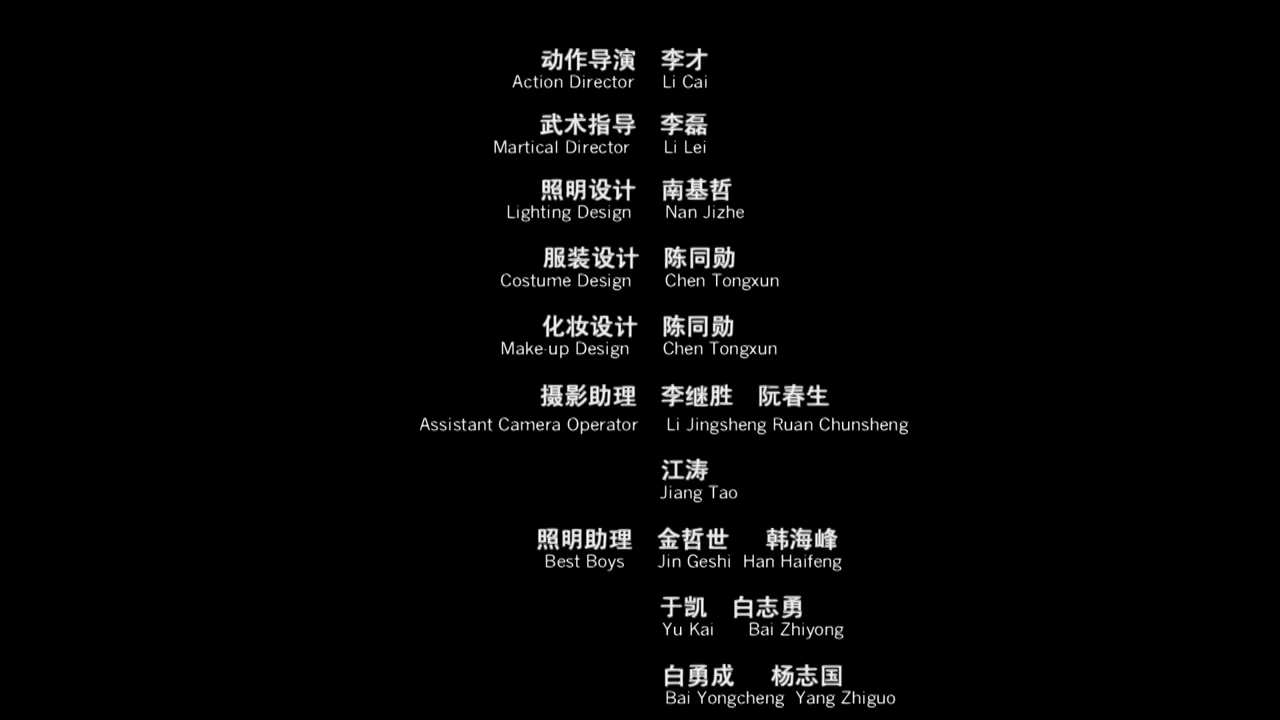 动作导演 李才
Action Director Li Cai
武术指导 李磊
Martical Director Li Lei
照明设计 南基哲
Lighting Design Nan Jizhe
服装设计 陈同勋
Costume Design Chen Tongxun
化妆设计 陈同勋
Make-up Design Chen Tongxun
摄影助理 李继胜 阮春生
Assistant Camera Operator Li Jingsheng Ruan Chunsheng
江涛
Jiang Tao
照明助理 金哲世 韩海峰
Best Boys Jin Geshi Han Haifeng
于凯 白志勇
Yu Kai Bai Zhiyong
白勇成 杨志国
Bai Yongcheng Yang Zhiguo